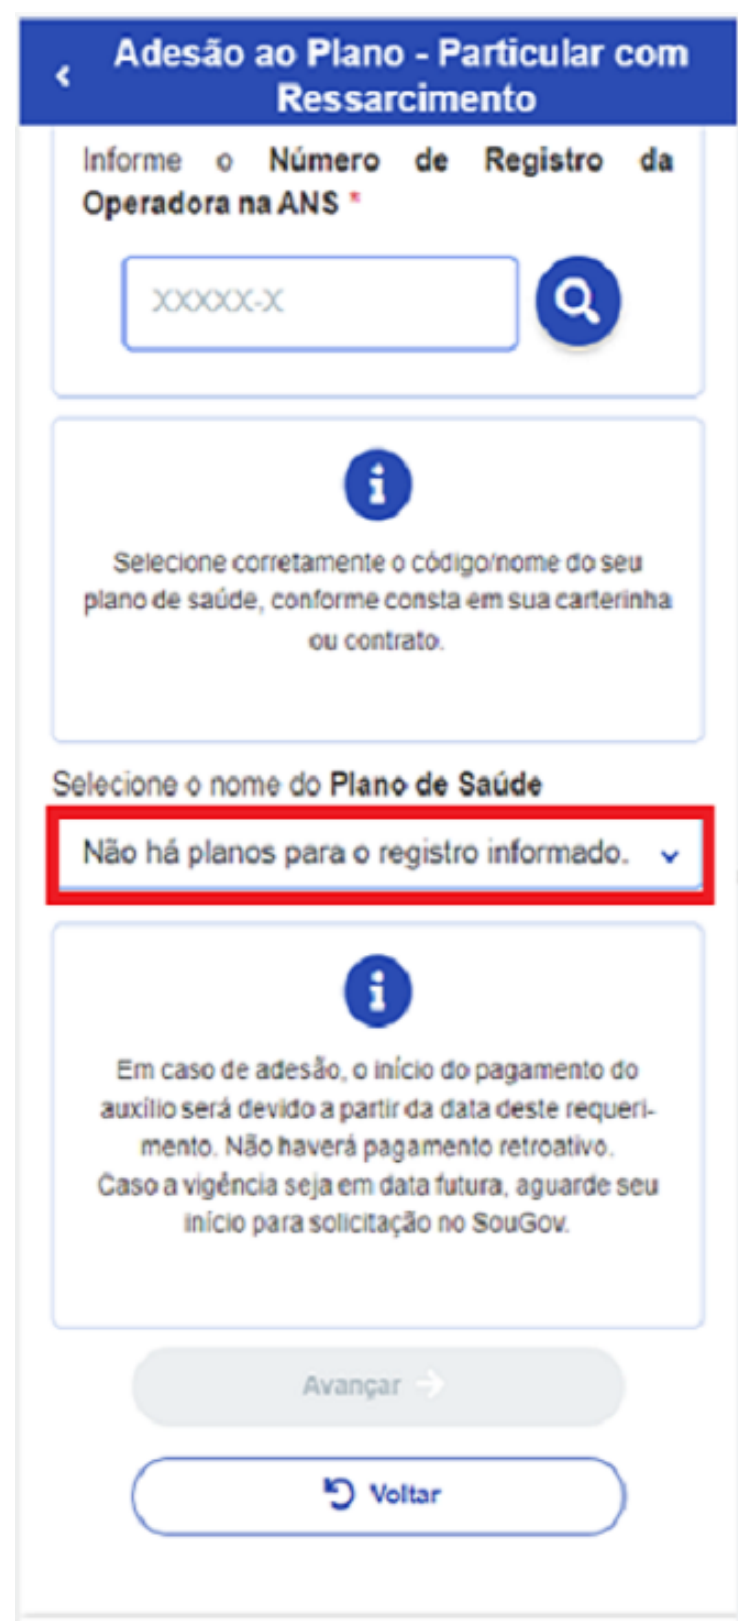 Adesão ao Plano - Particular com
Ressarcimento
Informe o Número de Registro da
Operadora na ANS *
XXXXX-X
Selecione corretamente o código/nome do seu
plano de saúde, conforme consta em sua carterinha
ou contrato.
Selecione o nome do Plano de Saúde
Não há planos para o registro informado.
Em caso de adesão, o início do pagamento do
auxílio será devido a partir da data deste requeri-
mento. Não haverá pagamento retroativo.
Caso a vigência seja em data futura, aguarde seu
início para solicitação no SouGov.
Avançar
Voltar